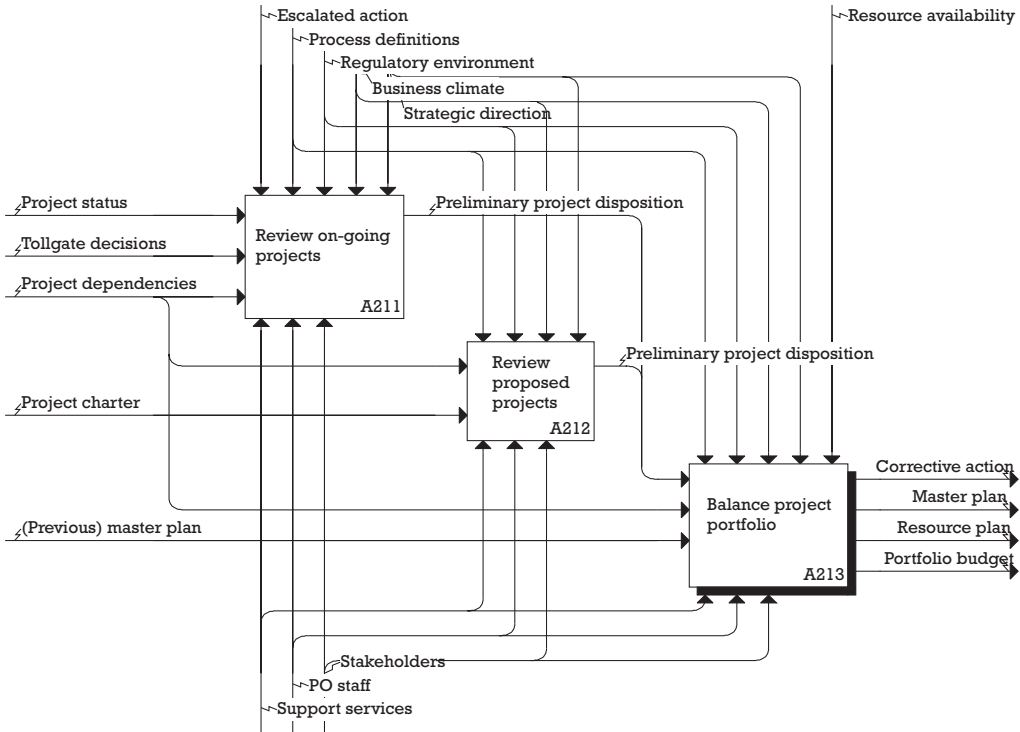 Escalated action
Resource availability
Process definitions
Regulatory environment
Business climate
Strategic direction
Project status
Preliminary project disposition
Review on-going
projects
Tollgate decisions
Project dependencies
A211
Preliminary project disposition
Review
proposed
projects
Project charter
A212
Corrective action
Master plan
Balance project
portfolio
(Previous) master plan
Resource plan
Portfolio budget
A213
Stakeholders
PO staff
Support services